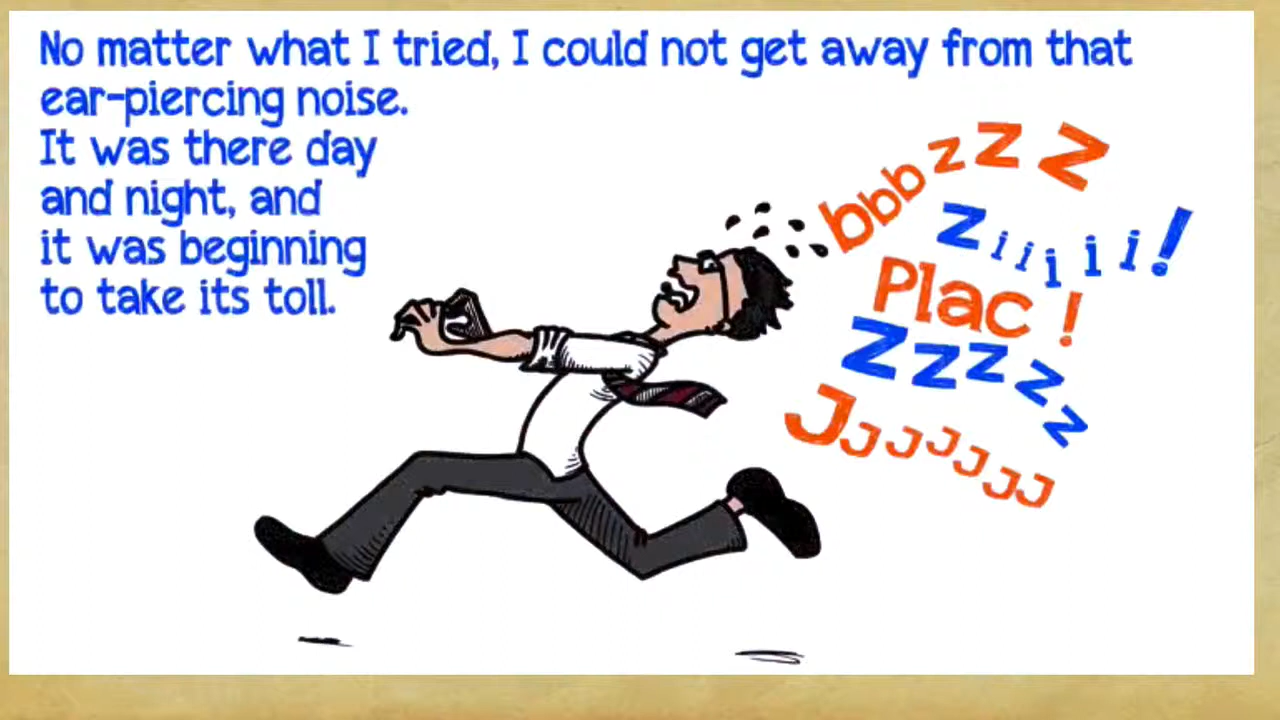 No matter what I tried, I could not get away from that
ear-piercing noise.
It was there day
and night, and
it was beginning
to take its toll.
bbbzzz
Ziiiii!
Plac!
Zzzzz
JJJJJJJ